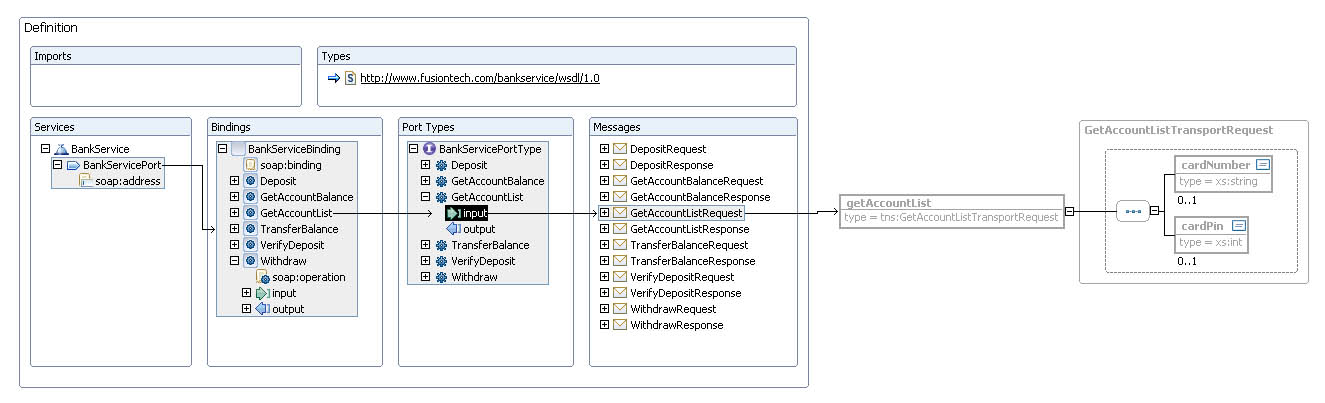 Definition
Imports
Types
http://www.fusiontech.com/bankservice/wsdl/1.0
Services
BankService
BankServicePort
soap:address
Bindings
BankServiceBinding
soap:binding
Deposit
GetAccountBalance
GetAccountList
TransferBalance
VerifyDeposit
Withdraw
soap:operation
input
output
Port Types
BankServicePortType
Deposit
GetAccountBalance
GetAccountList
input
output
TransferBalance
VerifyDeposit
Withdraw
Messages
DepositRequest
DepositResponse
GetAccountBalanceRequest
GetAccountBalanceResponse
GetAccountListRequest
GetAccountListResponse
TransferBalanceRequest
TransferBalanceResponse
VerifyDepositRequest
VerifyDepositResponse
WithdrawRequest
WithdrawResponse
getAccountList
type = tns:GetAccountListTransportRequest
GetAccountListTransportRequest
cardNumber
type = xs:string
0..1
cardPin
type = xs:int
0..1